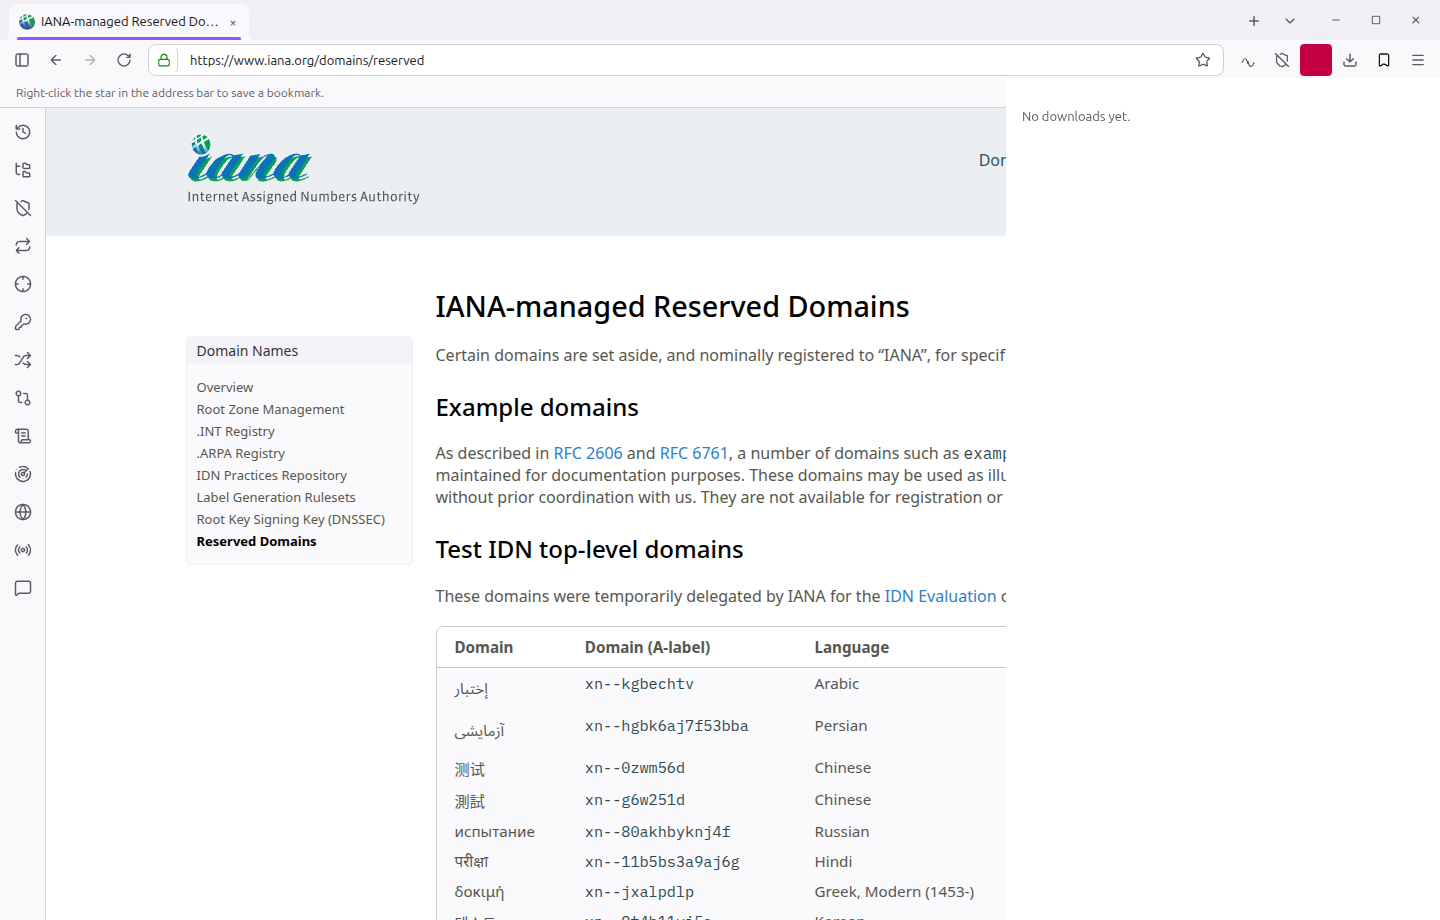 IANA-managed Reserved Do…
https://www.iana.org/domains/reserved
Right-click the star in the address bar to save a bookmark.
No downloads yet.
iana
Internet Assigned Numbers Authority
IANA-managed Reserved Domains
Certain domains are set aside, and nominally registered to “IANA”, for specif
Domain Names
Overview
Root Zone Management
.INT Registry
.ARPA Registry
IDN Practices Repository
Label Generation Rulesets
Root Key Signing Key (DNSSEC)
Reserved Domains
Example domains
As described in RFC 2606 and RFC 6761, a number of domains such as
maintained for documentation purposes. These domains may be used as
without prior coordination with us. They are not available for registration or
Test IDN top-level domains
These domains were temporarily delegated by IANA for the IDN Evaluation
Domain Domain (A-label) Language
إختبار xn--kgbechtv Arabic
آزمایشی xn--hgbk6aj7f53bba Persian
测试 xn--0zwm56d Chinese
測試 xn--g6w251d Chinese
испытание xn--80akhbyknj4f Russian
परीक्षा xn--11b5bs3a9aj6g Hindi
δοκιμή xn--jxalpdlp Greek, Modern (1453-)